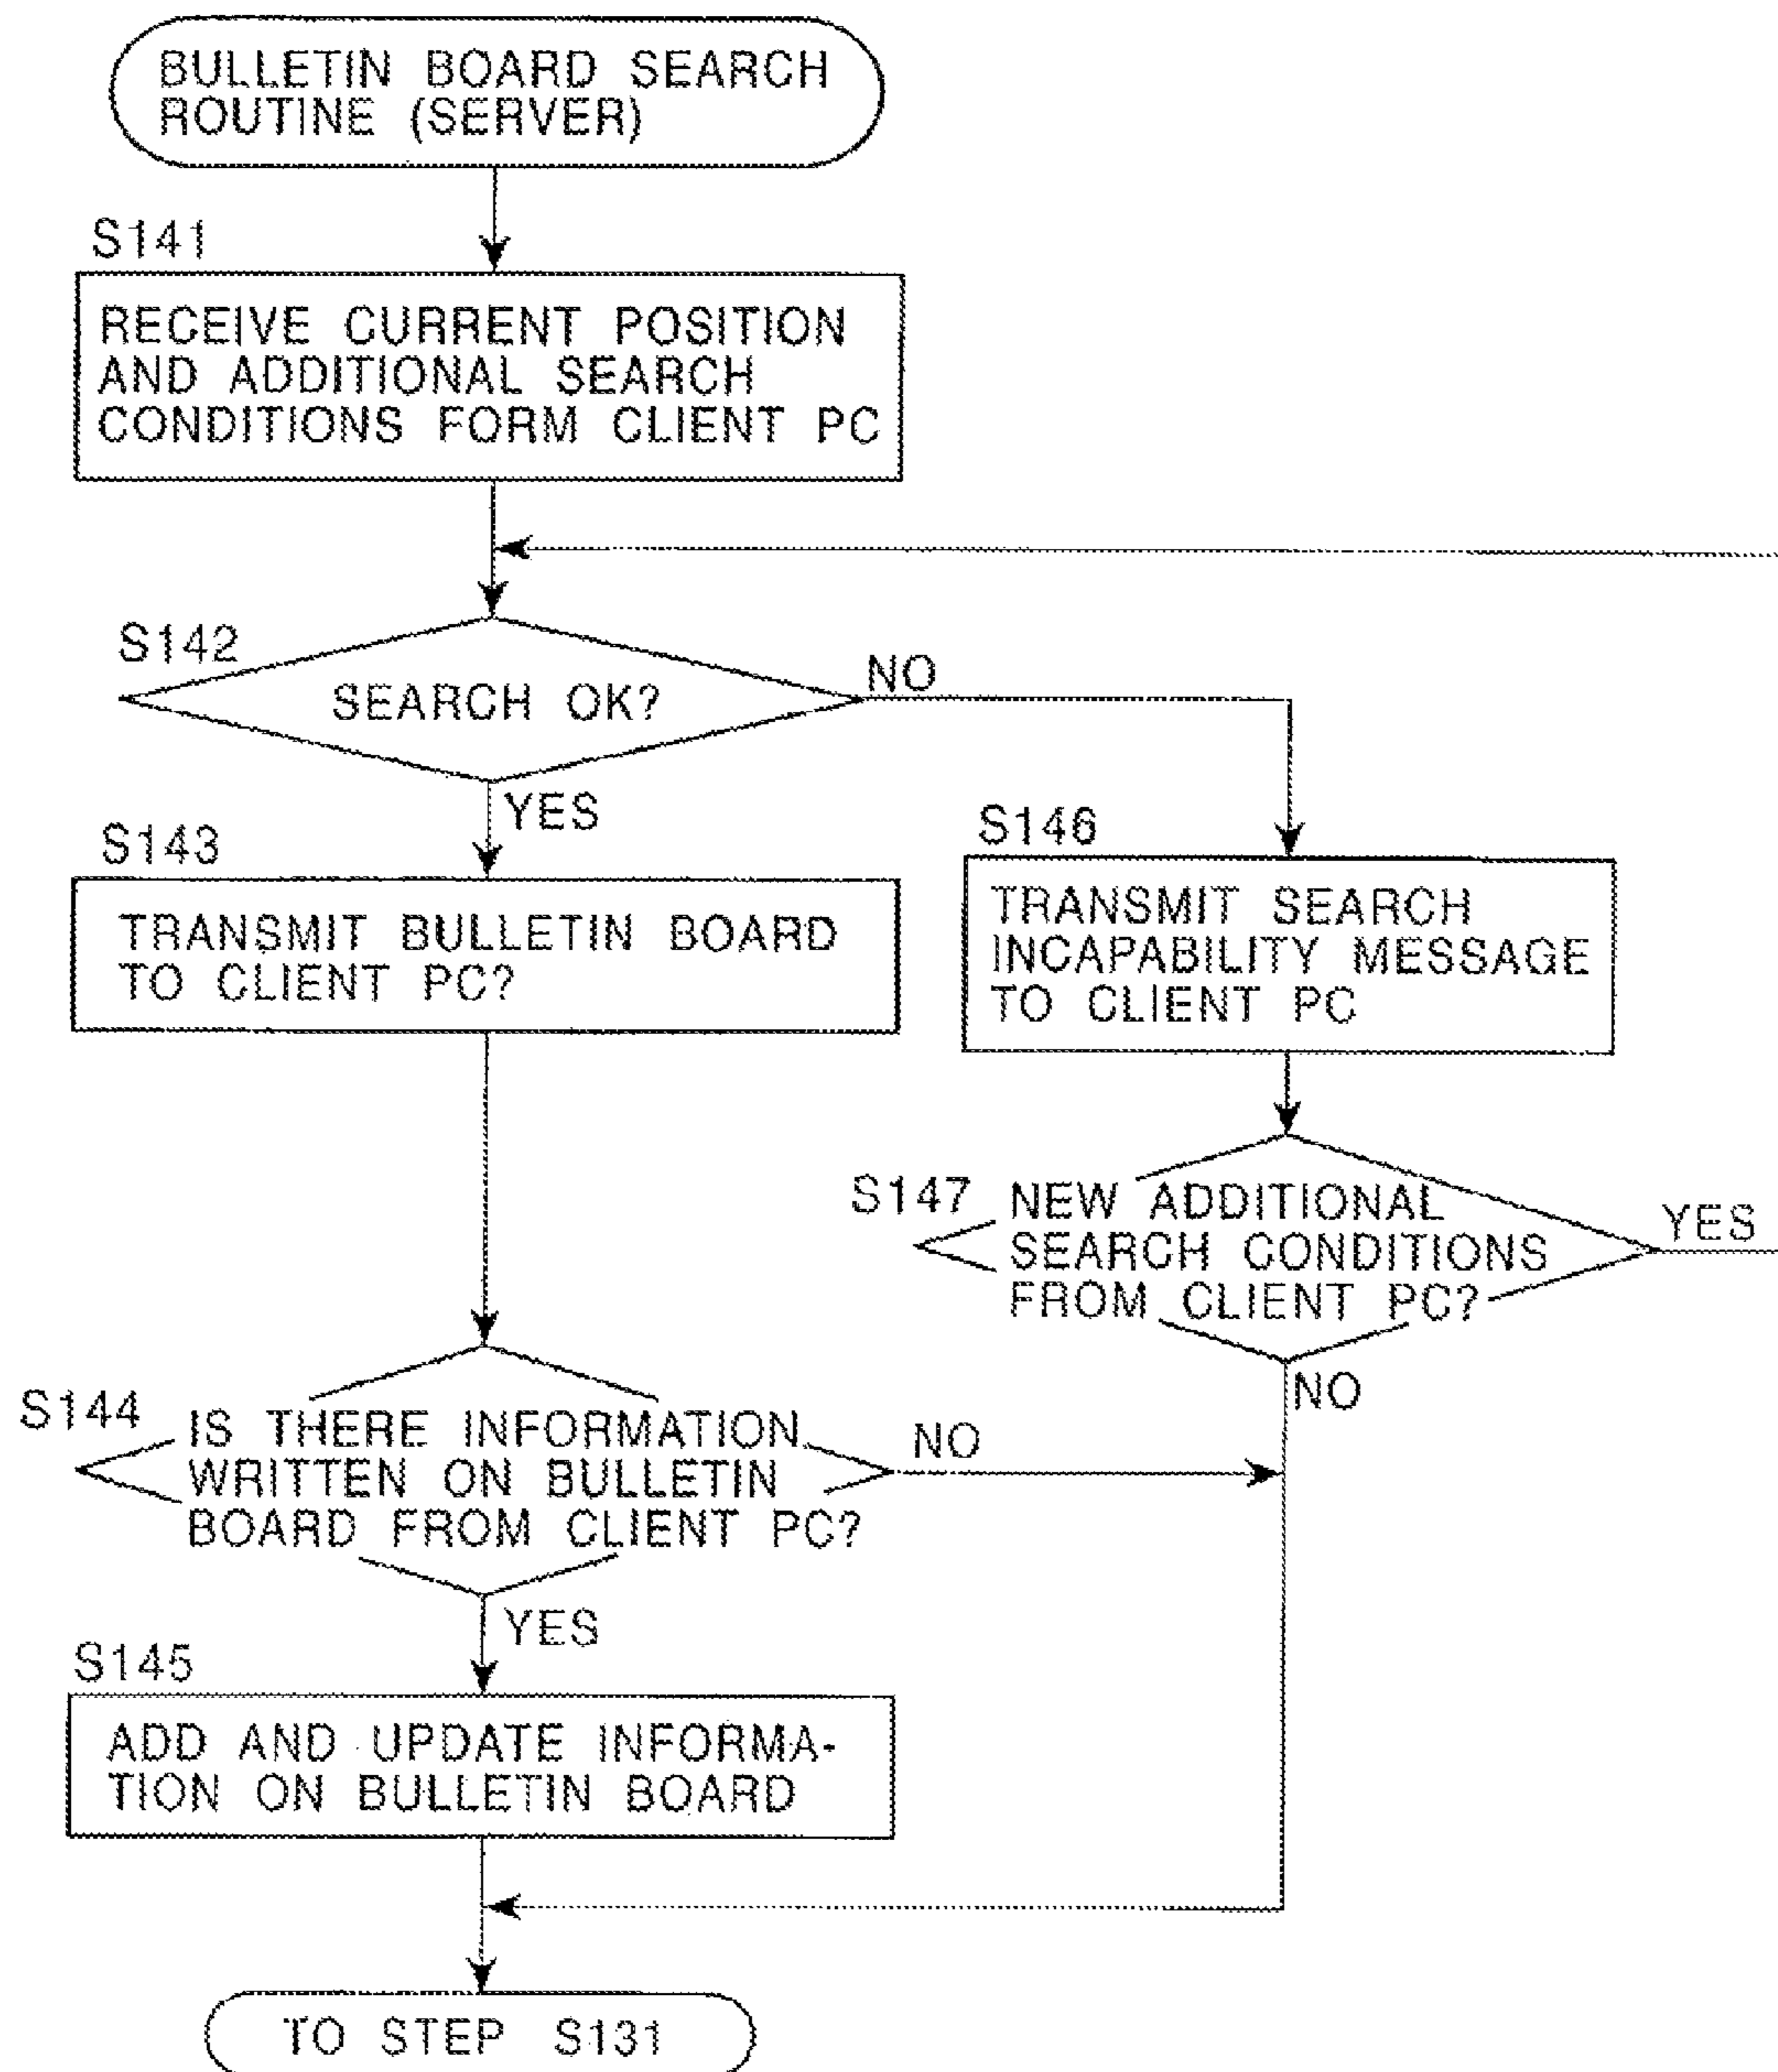 BULLETIN BOARD SEARCH
ROUTINE (SERVER)
S141
RECEIVE CURRENT POSITION
AND ADDITIONAL SEARCH
CONDITIONS FORM CLIENT PC
S142
SEARCH OK?
NO
YES
S143
TRANSMIT BULLETIN BOARD
TO CLIENT PC?
S146
TRANSMIT SEARCH
INCAPABILITY MESSAGE
TO CLIENT PC
S147
NEW ADDITIONAL
SEARCH CONDITIONS
FROM CLIENT PC?
YES
NO
S144
IS THERE INFORMATION
WRITTEN ON BULLETIN
BOARD FROM CLIENT PC?
NO
YES
S145
ADD AND UPDATE INFORMA-
TION ON BULLETIN BOARD
TO STEP S131